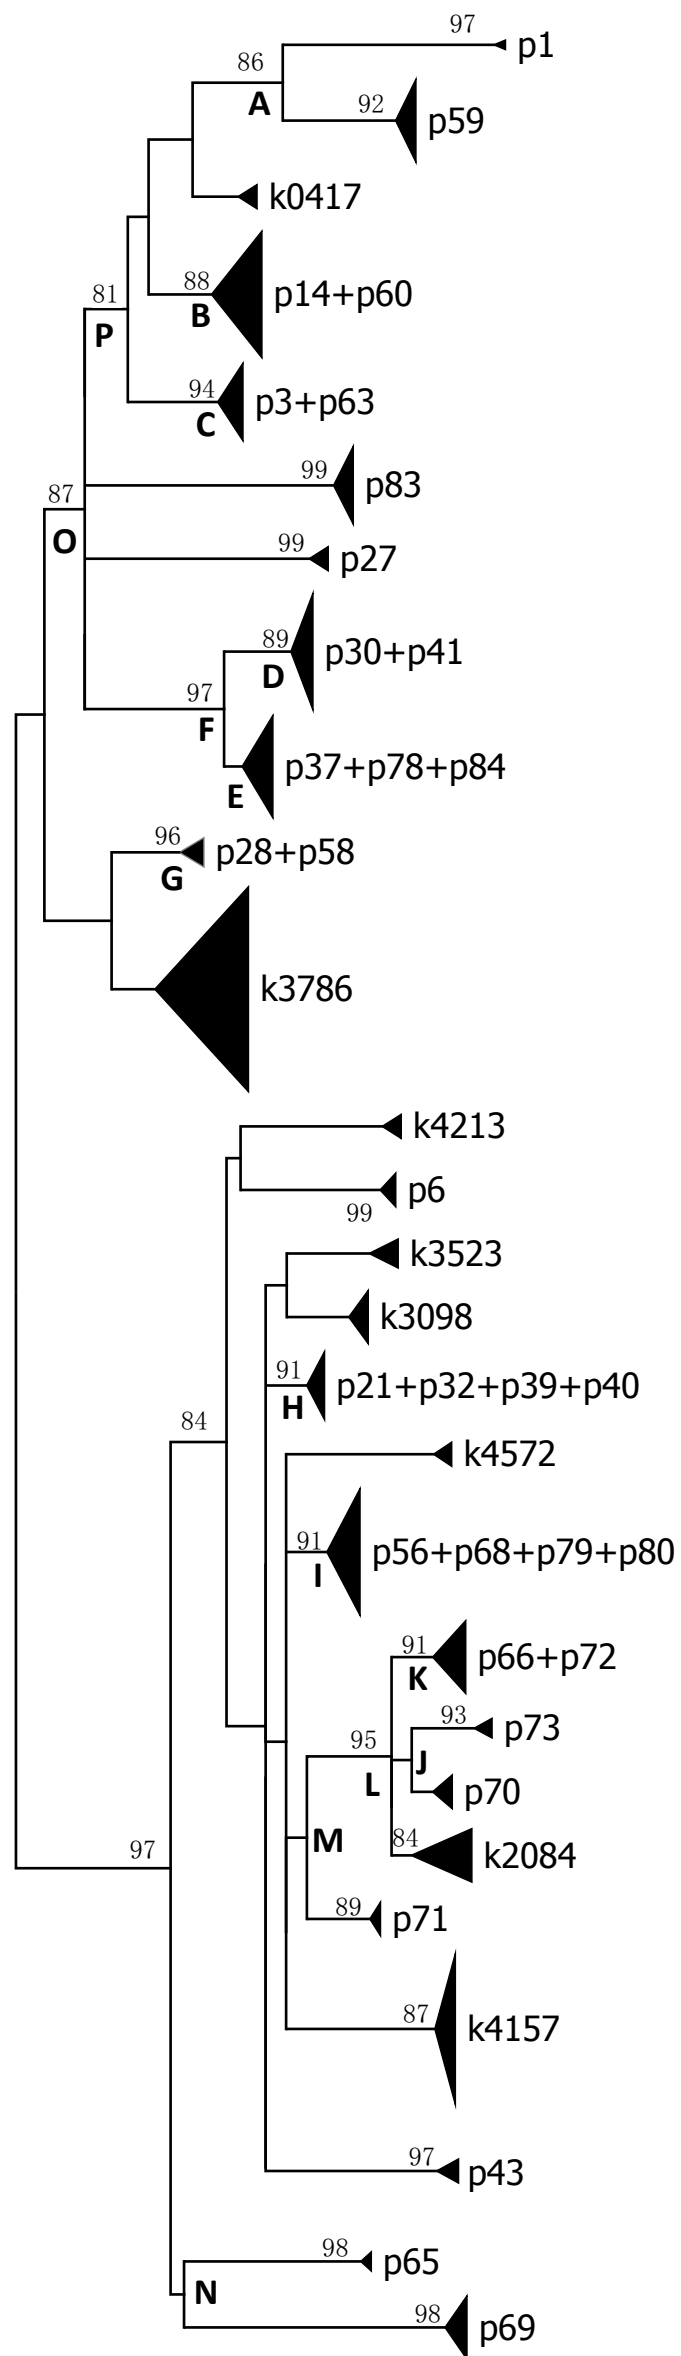 97
p1
86
A
92
p59
k0417
88
B
p14+p60
81
P
94
C
p3+p63
99
p83
87
O
99
p27
89
D
p30+p41
97
F
E
p37+p78+p84
96
G
p28+p58
k3786
k4213
p6
99
k3523
k3098
91
H
p21+p32+p39+p40
84
k4572
91
I
p56+p68+p79+p80
91
K
p66+p72
93
p73
95
J
L
p70
84
M
k2084
97
89
p71
87
k4157
97
p43
98
p65
N
98
p69